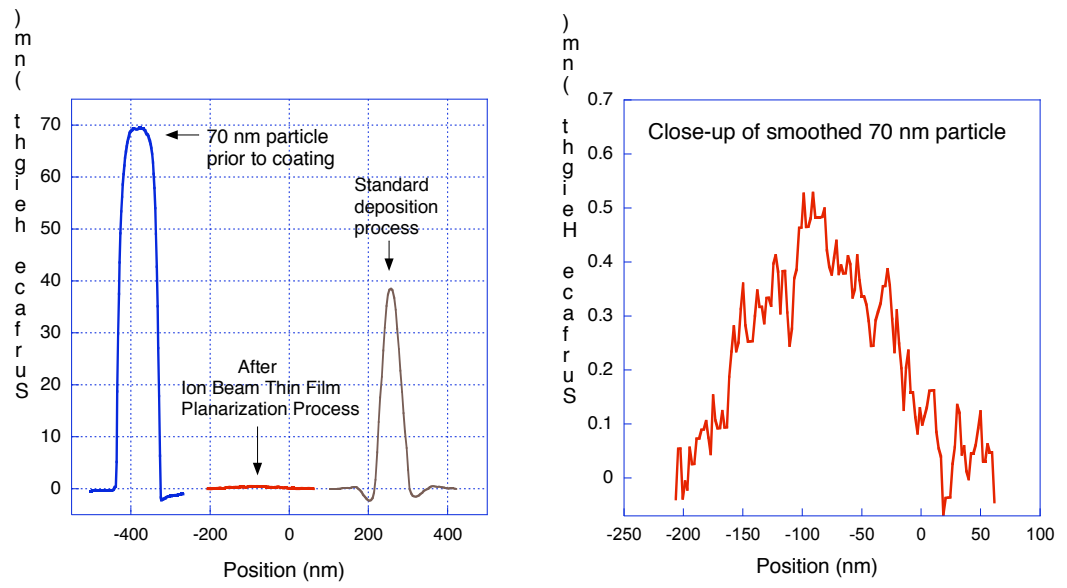 Surface height (nm)
70
60
50
40
30
20
10
0
70 nm particle
prior to coating
Standard
deposition
process
After
Ion Beam Thin Film
Planarization Process
-400
-200
0
200
400
Position (nm)
Surface Height (nm)
0.7
0.6
0.5
0.4
0.3
0.2
0.1
0
Close-up of smoothed 70 nm particle
-250
-200
-150
-100
-50
0
50
100
Position (nm)